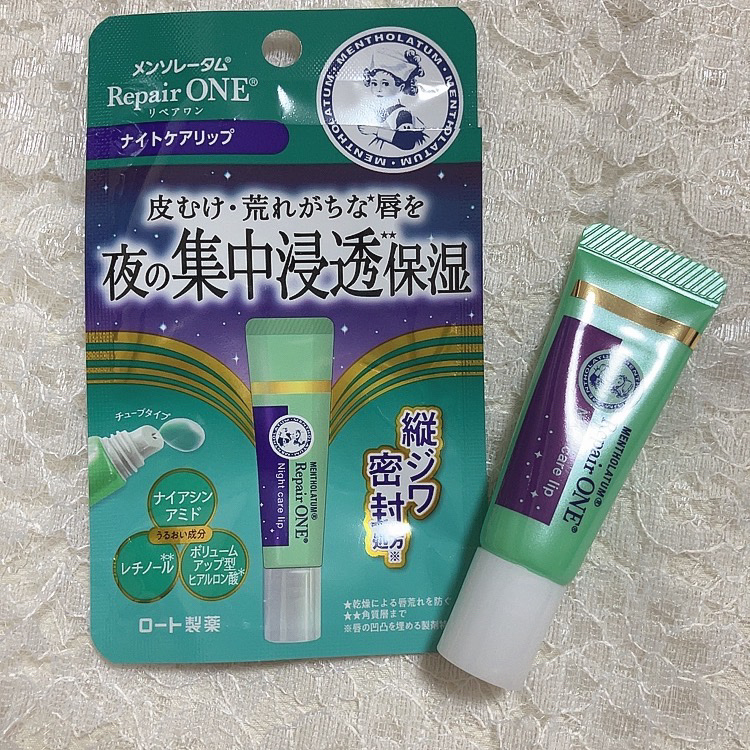 メンソレータム®
Repair ONE®
リペアワン
ナイトケアリップ
MENTHOLATUM・MENTHOLATUM・MENTHOLATUM・
皮むけ・荒れがちな★唇を
夜の集中浸透★★保湿
チューブタイプ
縦ジワ
密封
処方※
ナイアシン
アミド
うるおい成分
レチノール**
ボリューム
アップ型
ヒアルロン酸*
MENTHOLATUM®
Repair ONE®
Night care lip
ロート製薬
★乾燥による唇荒れを防ぐ
★★角質層まで
※唇の凹凸を埋める製剤
MENTHOLATUM®
Repair ONE®
care lip